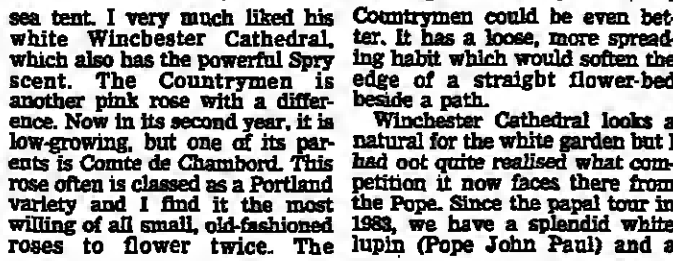 sea tent. I very much liked his
white Winchester Cathedral,
which also has the powerful Spry
scent. The Countrymen is
another pink rose with a differ-
ence. Now in its second year, it is
low-growing, but one of its par-
ents is Comte de Chambord. This
rose often is classed as a Portland
variety and I find it the most
willing of all small, old-fashioned
roses to flower twice. The
Countrymen could be even bet-
ter. It has a loose, more spread-
ing habit which would soften the
edge of a straight flower-bed
beside a path.
Winchester Cathedral looks a
natural for the white garden but I
had oot quite realised what com-
petition it now faces there from
the Pope. Since the papal tour in
1983, we have a splendid white
lupin (Pope John Paul) and a